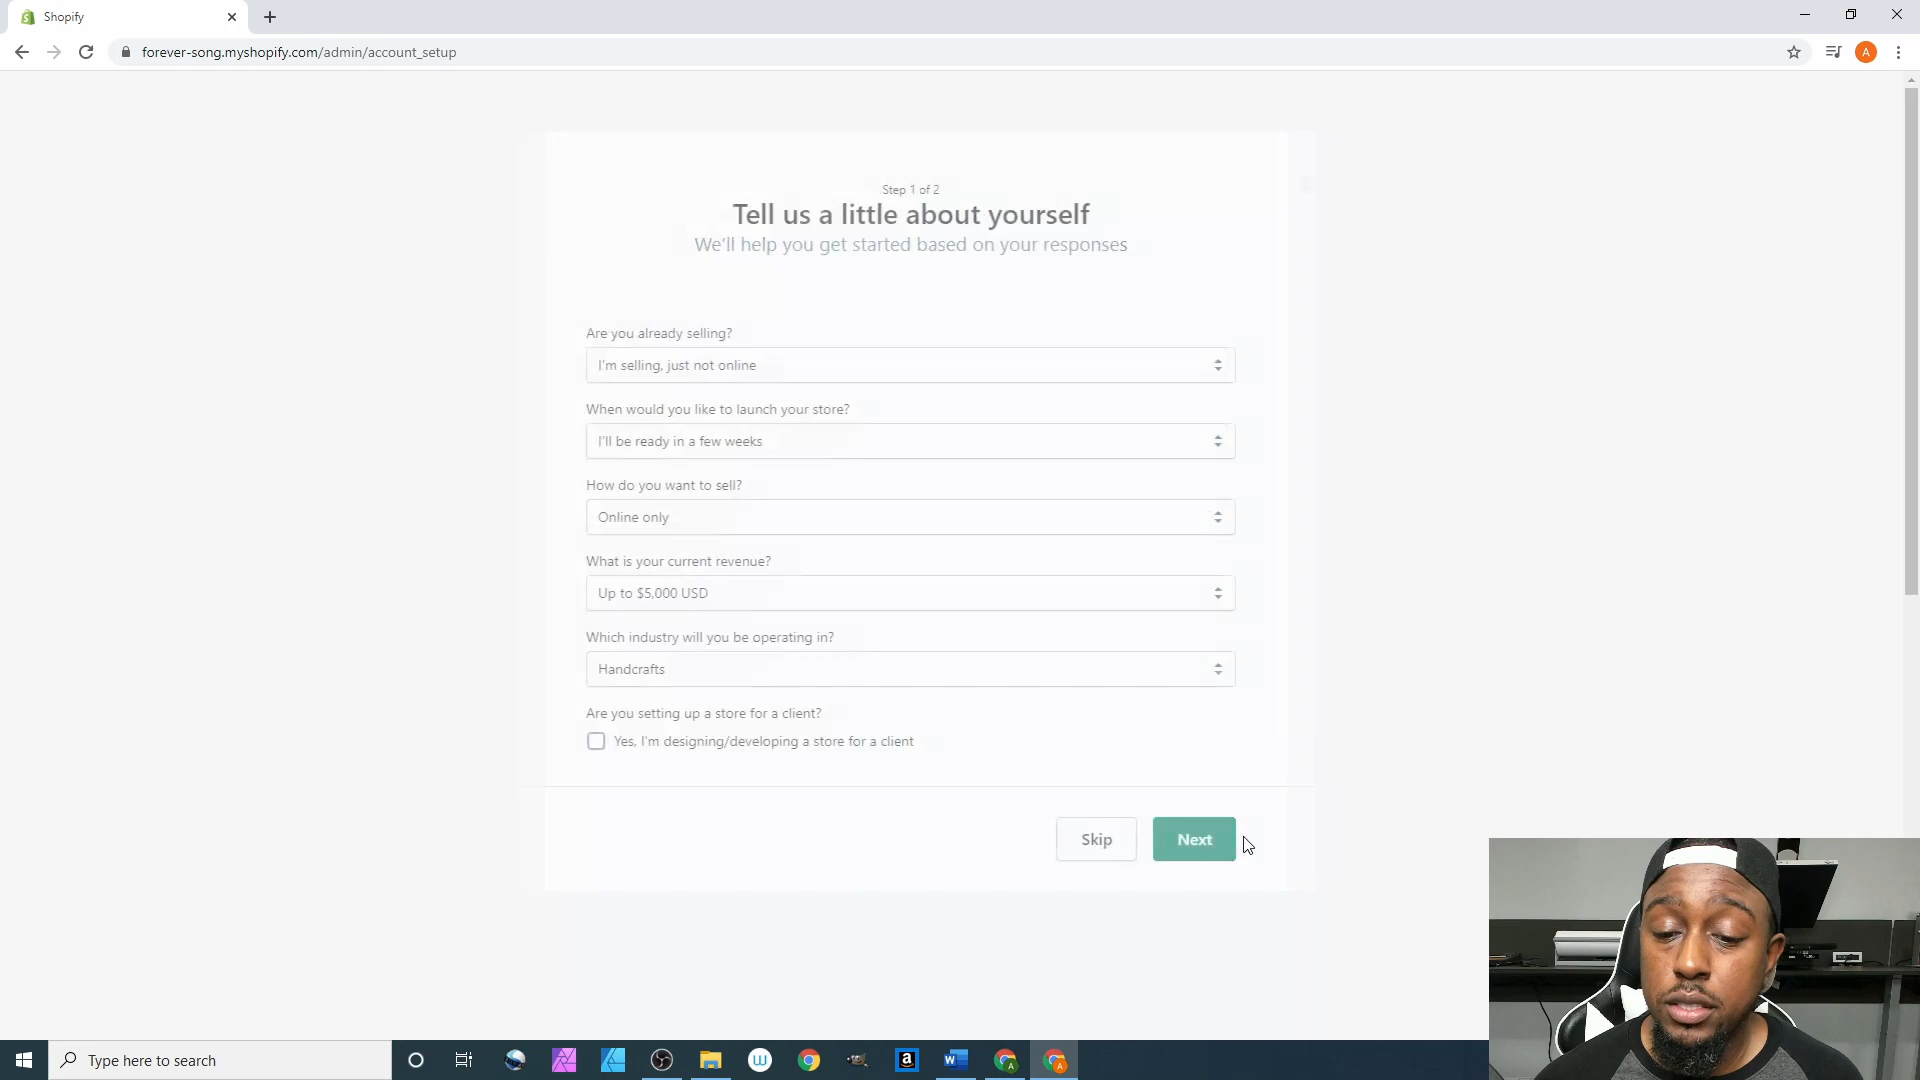 Shopify
forever-song.myshopify.com/admin/account_setup
A
Step 1 of 2
Tell us a little about yourself
We'll help you get started based on your responses
Are you already selling?
I'm selling, just not online
When would you like to launch your store?
I'll be ready in a few weeks
How do you want to sell?
Online only
What is your current revenue?
Up to $5,000 USD
Which industry will you be operating in?
Handcrafts
Are you setting up a store for a client?
Yes, I'm designing/developing a store for a client
Skip
Next
Type here to search